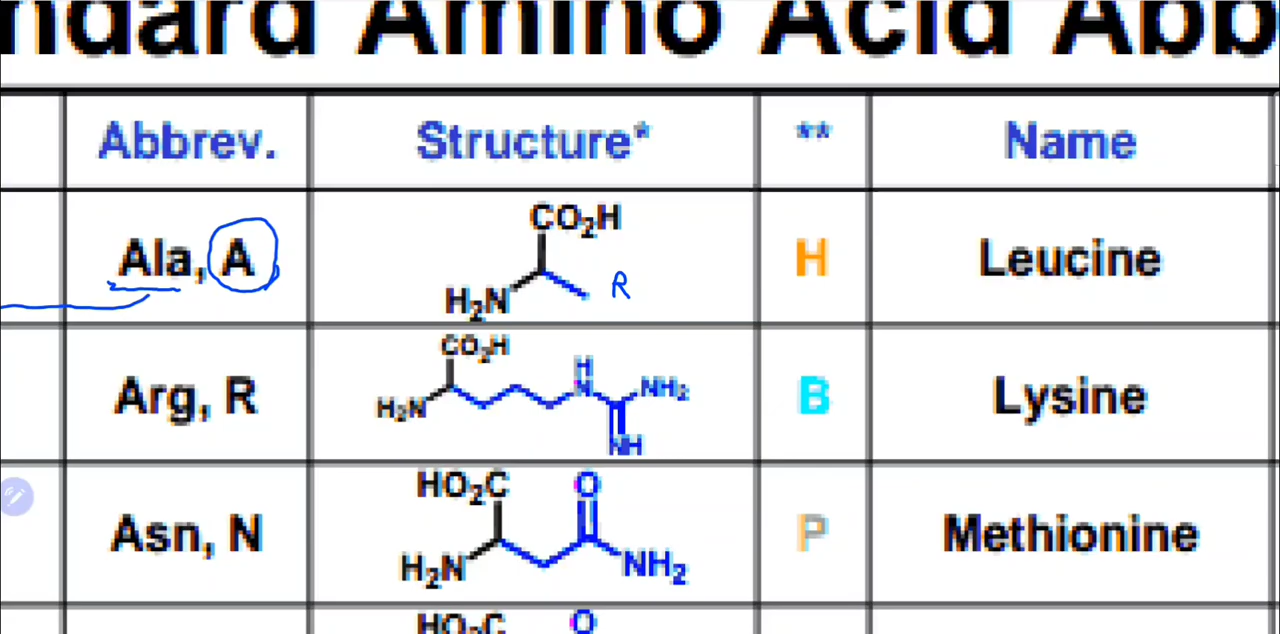 ndard Amino Acid Abb
Abbrev. Structure* ** Name
Ala, A CO₂H H₂N R H Leucine
Arg, R CO₂H H₂N H N NH₂ NH B Lysine
Asn, N HO₂C O H₂N NH₂ P Methionine
HO₂C O